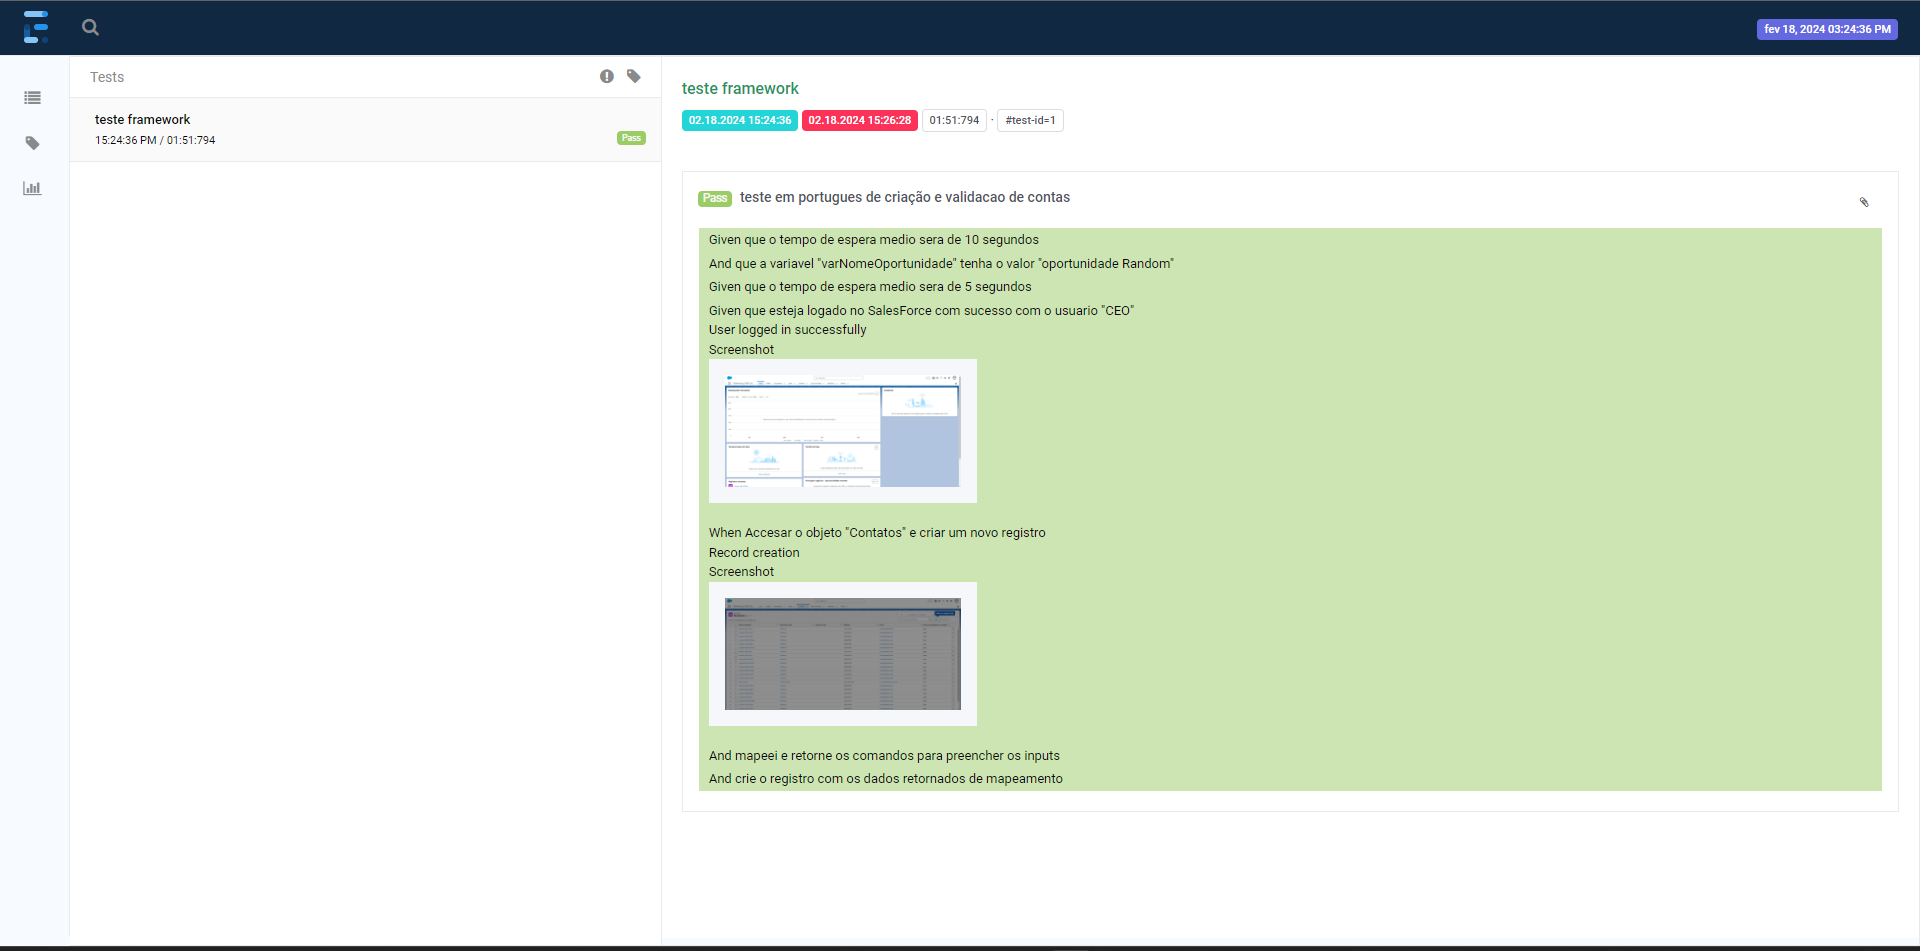 fev 18, 2024 03:24:36 PM
Tests
teste framework
15:24:36 PM / 01:51:794
Pass
teste framework
02.18.2024 15:24:36 02.18.2024 15:26:28 01:51:794 · #test-id=1
Pass teste em portugues de criação e validacao de contas
Given que o tempo de espera medio sera de 10 segundos
And que a variavel "varNomeOportunidade" tenha o valor "oportunidade Random"
Given que o tempo de espera medio sera de 5 segundos
Given que esteja logado no SalesForce com sucesso com o usuario "CEO"
User logged in successfully
Screenshot
When Accesar o objeto "Contatos" e criar um novo registro
Record creation
Screenshot
And mapeei e retorne os comandos para preencher os inputs
And crie o registro com os dados retornados de mapeamento